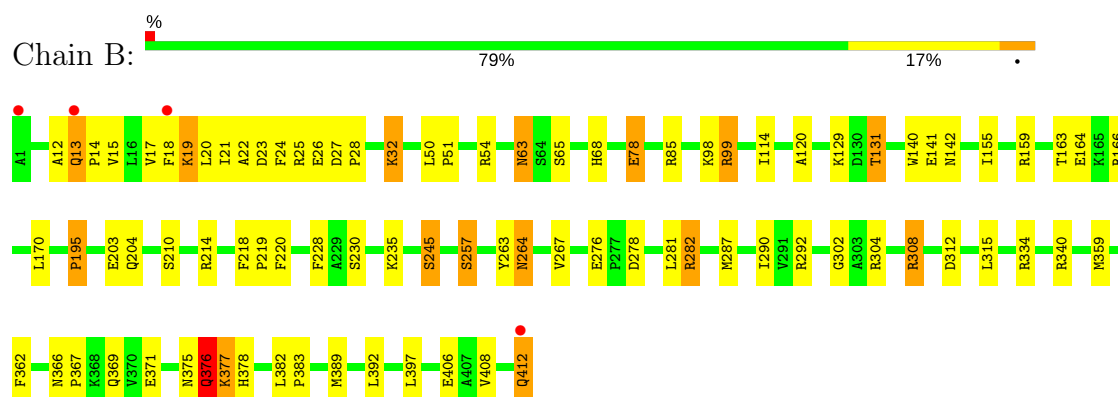 %
Chain B:
79% 17% •
A1 A12 Q13 P14 V15 L16 V17 F18 K19 L20 I21 A22 D23 F24 R25 E26 D27 P28 K32 L50 P51 R54 N63 S64 S65 H68 E78 R85 K98 R99 I114 A120 K129 D130 T131 W140 E141 N142 I155 R159 T163 E164 K165
L170 P195 E203 Q204 S210 R214 F218 P219 F220 F228 A229 S230 K235 S245 S257 Y263 N264 V267 E276 P277 D278 L281 R282 M287 I290 V291 R292 G302 A303 R304 R308 D312 L315 R334 R340 M359
F362 N366 P367 K368 Q369 V370 E371 N375 Q376 K377 H378 L382 P383 M389 L392 L397 E406 A407 V408 Q412